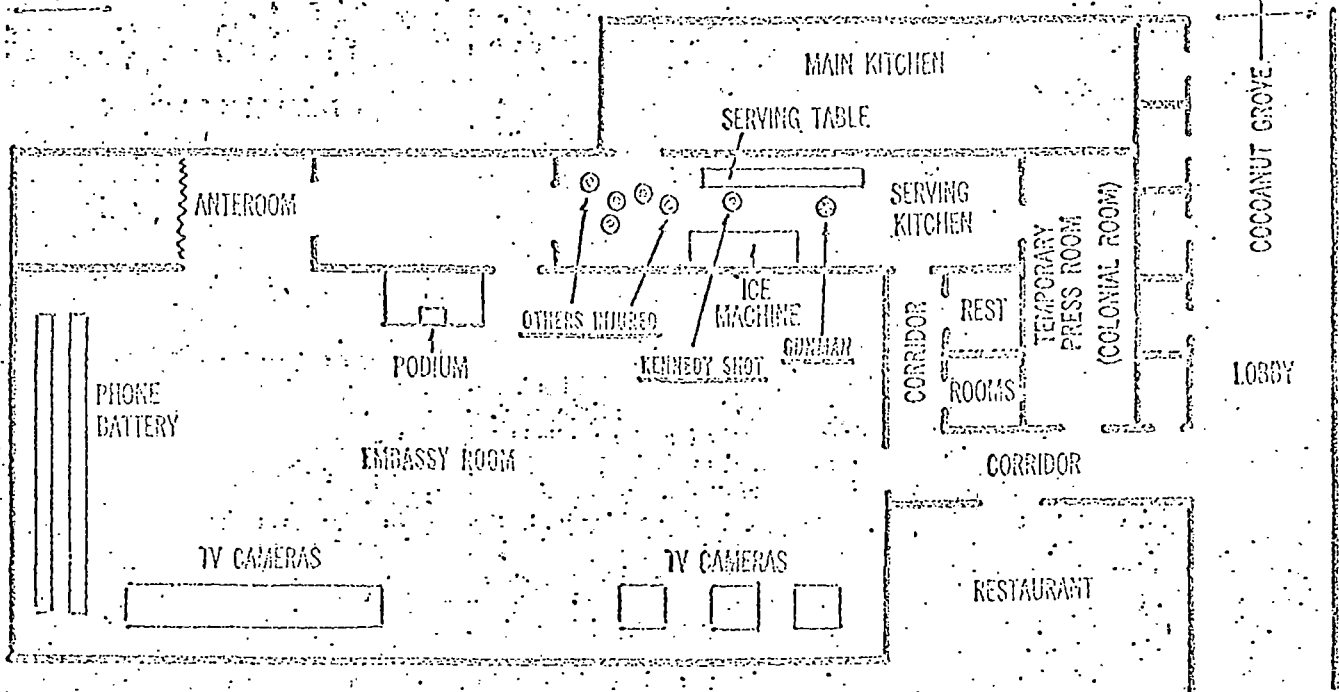 MAIN KITCHEN
SERVING TABLE
COCOANUT GROVE
ANTEROOM
SERVING
KITCHEN
TEMPORARY
PRESS ROOM
(COLONIAL ROOM)
OTHERS INJURED
ICE
MACHINE
KENNEDY SHOT
GUNMAN
CORRIDOR
REST
ROOMS
PODIUM
LOBBY
PHONE
BATTERY
EMBASSY ROOM
CORRIDOR
TV CAMERAS
TV CAMERAS
RESTAURANT